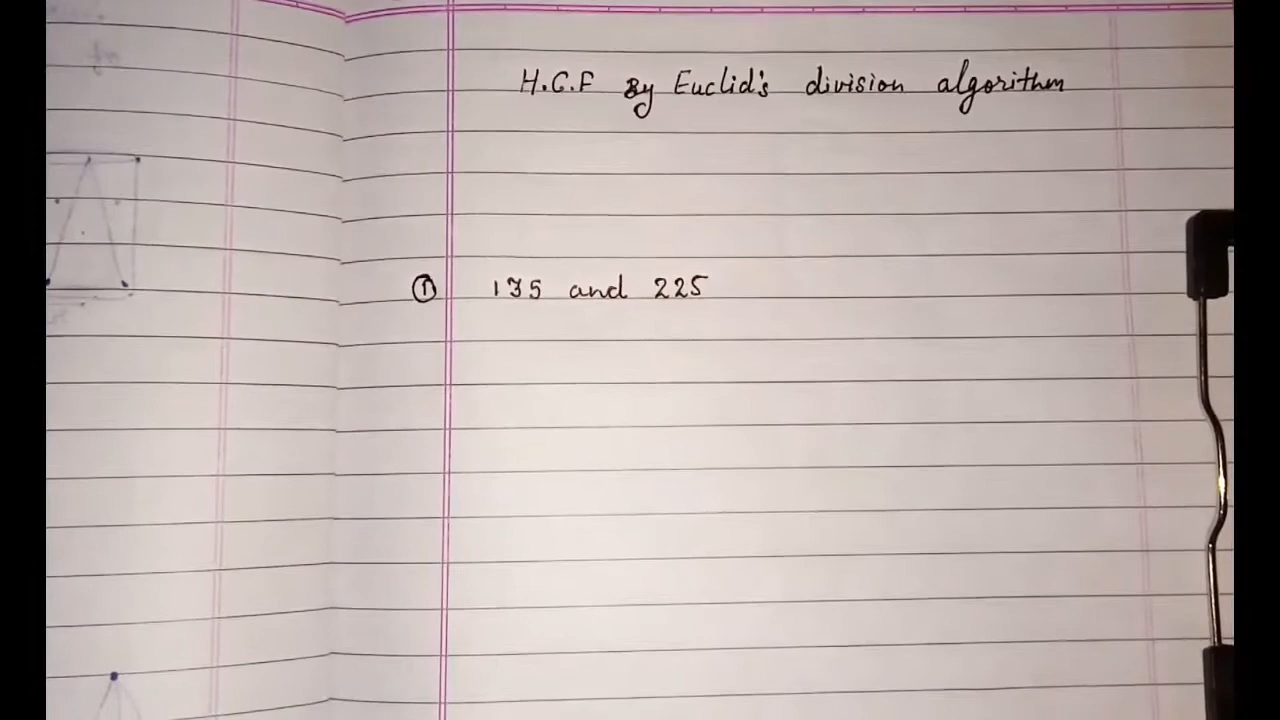 H.C.F By Euclid's division algorithm
① 135 and 225